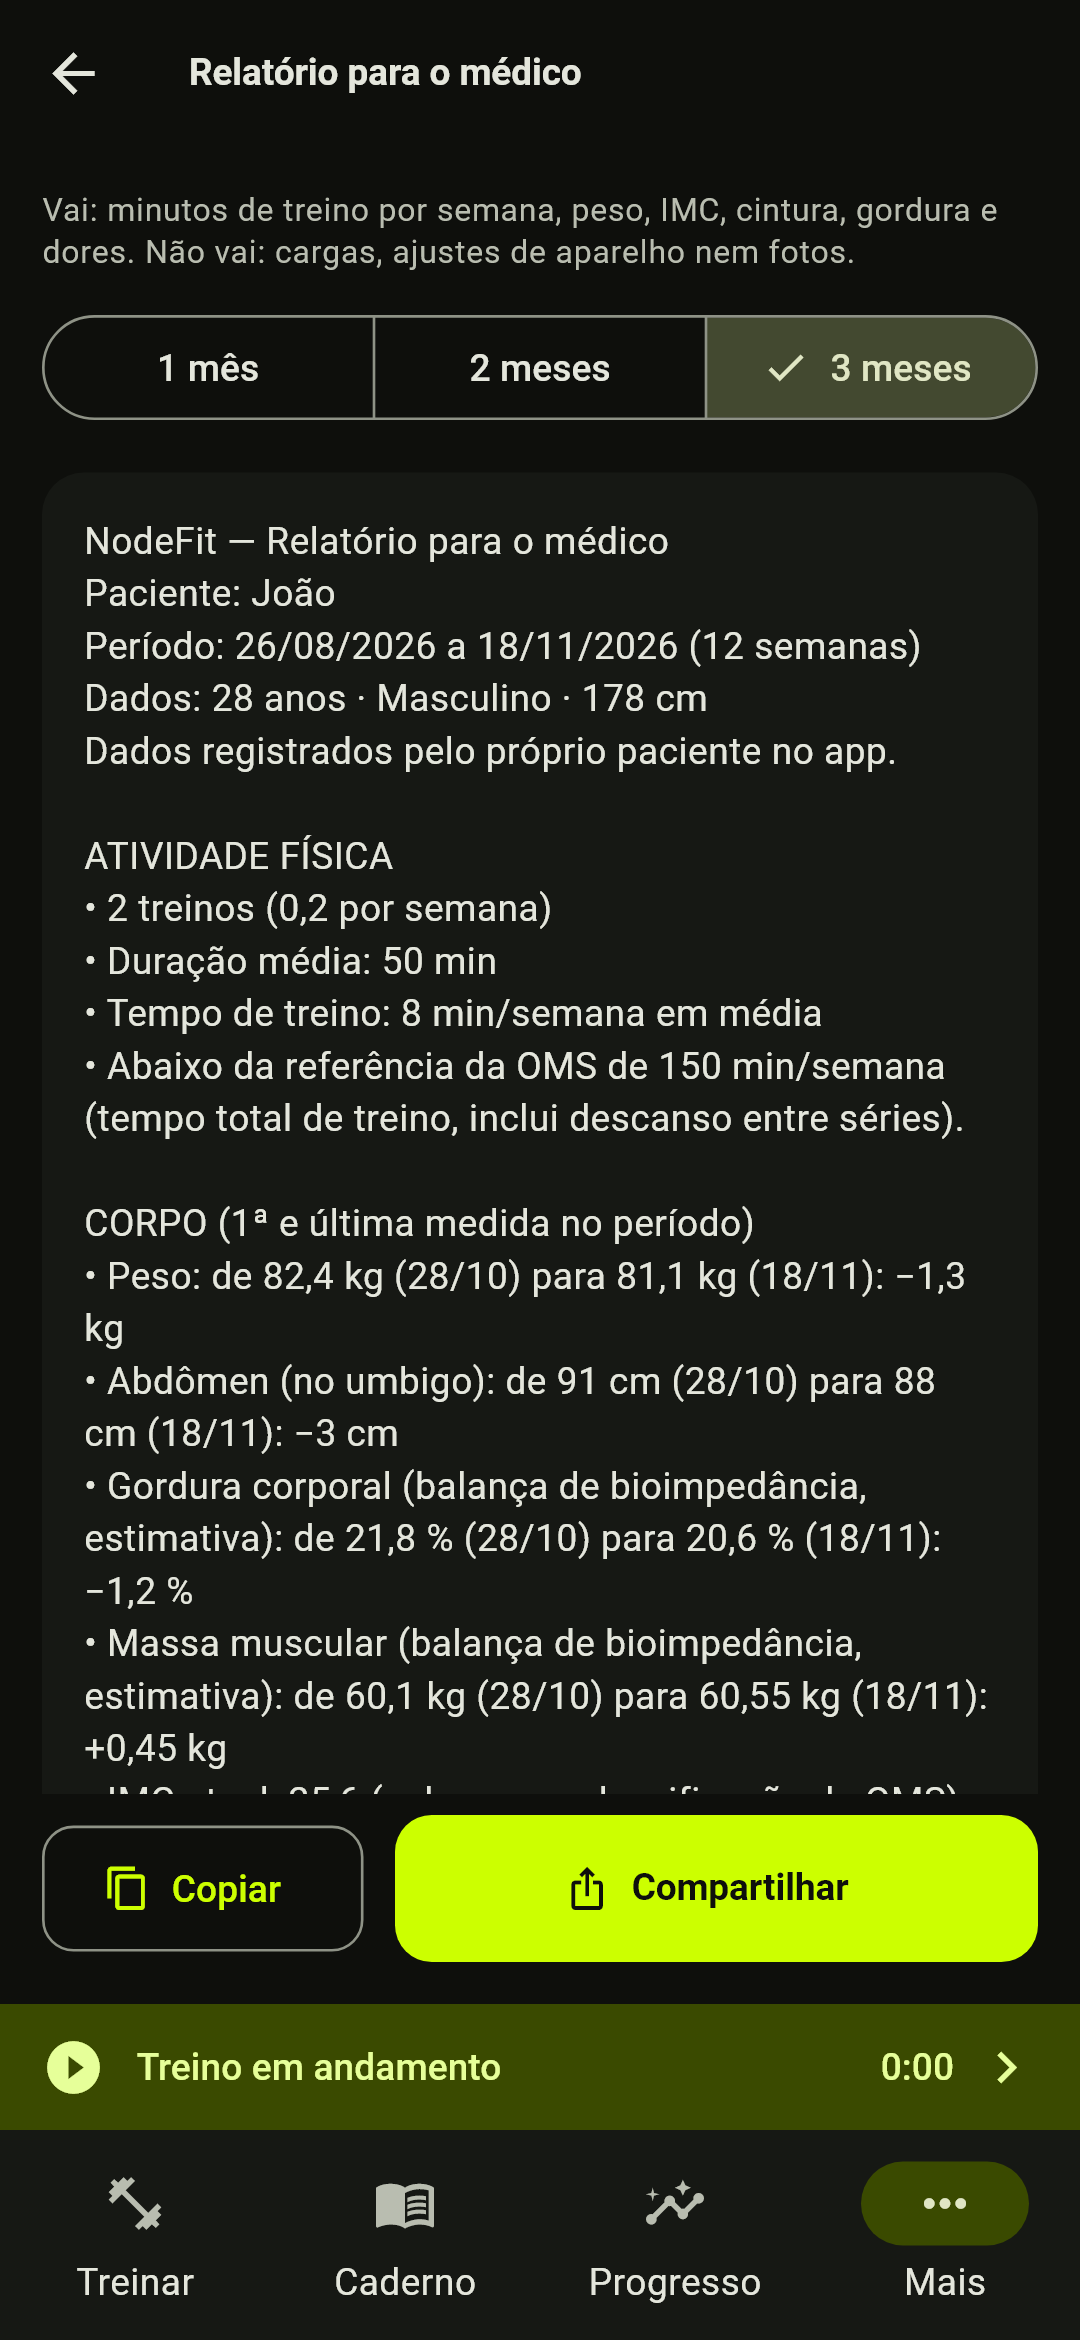 Relatório para o médico
Vai: minutos de treino por semana, peso, IMC, cintura, gordura e
dores. Não vai: cargas, ajustes de aparelho nem fotos.
1 mês
2 meses
3 meses
NodeFit — Relatório para o médico
Paciente: João
Período: 26/08/2026 a 18/11/2026 (12 semanas)
Dados: 28 anos · Masculino · 178 cm
Dados registrados pelo próprio paciente no app.
ATIVIDADE FÍSICA
• 2 treinos (0,2 por semana)
• Duração média: 50 min
• Tempo de treino: 8 min/semana em média
• Abaixo da referência da OMS de 150 min/semana
(tempo total de treino, inclui descanso entre séries).
CORPO (1ª e última medida no período)
• Peso: de 82,4 kg (28/10) para 81,1 kg (18/11): −1,3
kg
• Abdômen (no umbigo): de 91 cm (28/10) para 88
cm (18/11): −3 cm
• Gordura corporal (balança de bioimpedância,
estimativa): de 21,8 % (28/10) para 20,6 % (18/11):
−1,2 %
• Massa muscular (balança de bioimpedância,
estimativa): de 60,1 kg (28/10) para 60,55 kg (18/11):
+0,45 kg
Copiar
Compartilhar
Treino em andamento
0:00
Treinar
Caderno
Progresso
Mais